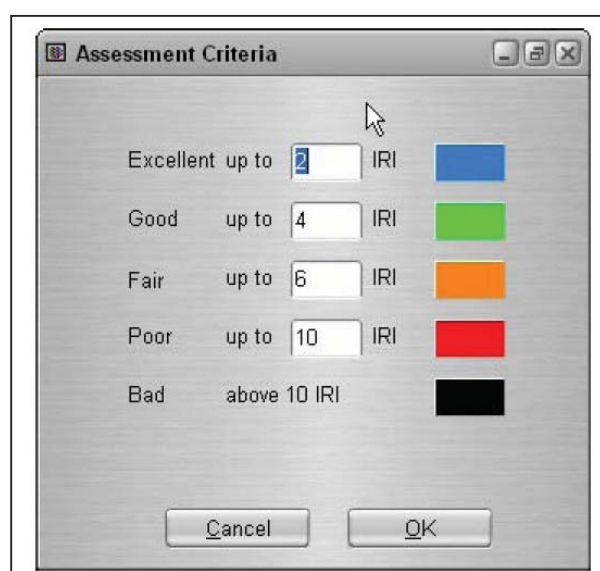 Assessment Criteria
Excellent up to 2 IRI
Good up to 4 IRI
Fair up to 6 IRI
Poor up to 10 IRI
Bad above 10 IRI
Cancel OK